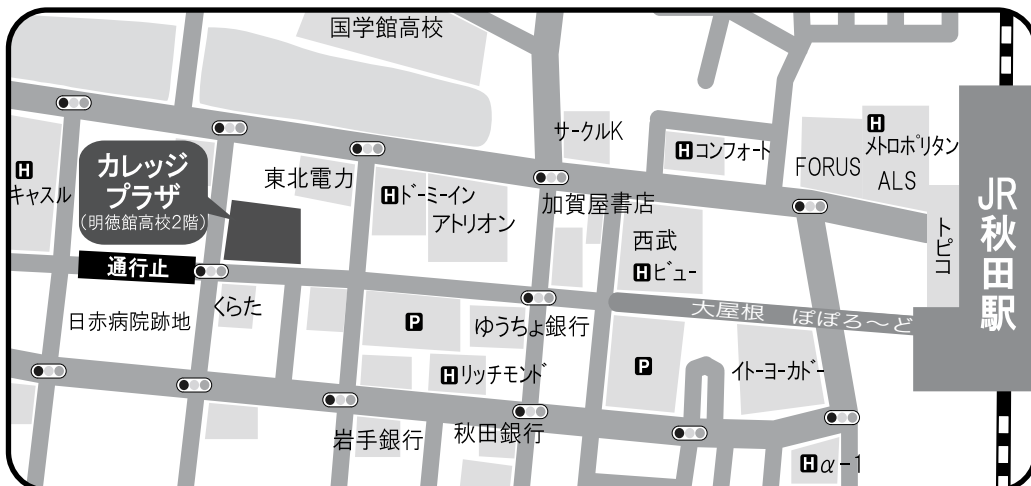 国学館高校
サークルK
H
メトロポリタン
H コンフォート
FORUS
ALS
カレッジ
プラザ
(明徳館高校2階)
H
キャスル
東北電力
H ドーミーイン
アトリオン
加賀屋書店
西武
H ビュー
トピコ
JR秋田駅
通行止
日赤病院跡地
くらた
P
ゆうちょ銀行
大屋根 ぽぽろ～ど
H リッチモンド
P
イトーヨーカドー
岩手銀行
秋田銀行
H α-1